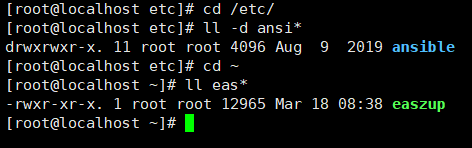 [root@localhost etc]# cd /etc/
[root@localhost etc]# ll -d ansi*
drwxrwxr-x. 11 root root 4096 Aug  9  2019 ansible
[root@localhost etc]# cd ~
[root@localhost ~]# ll eas*
-rwxr-xr-x. 1 root root 12965 Mar 18 08:38 easzup
[root@localhost ~]#